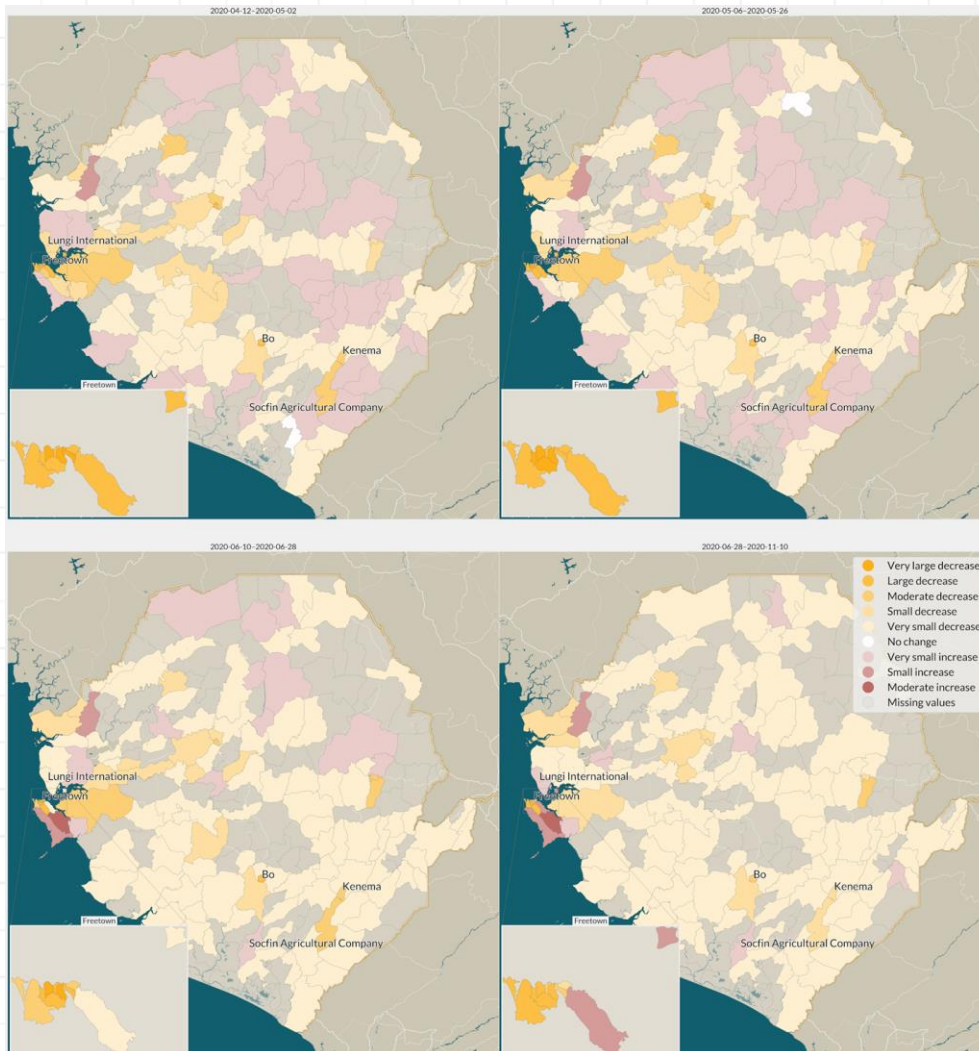 2020-04-12–2020-05-02
2020-05-06–2020-05-26
Lungi International
Freetown
Bo
Kenema
Socfin Agricultural Company
Freetown
Lungi International
Freetown
Bo
Kenema
Socfin Agricultural Company
Freetown
2020-06-10–2020-06-28
2020-06-28–2020-11-10
Very large decrease
Large decrease
Moderate decrease
Small decrease
Very small decrease
No change
Very small increase
Small increase
Moderate increase
Missing values
Lungi International
Freetown
Bo
Kenema
Socfin Agricultural Company
Freetown
Lungi International
Freetown
Bo
Kenema
Socfin Agricultural Company
Freetown